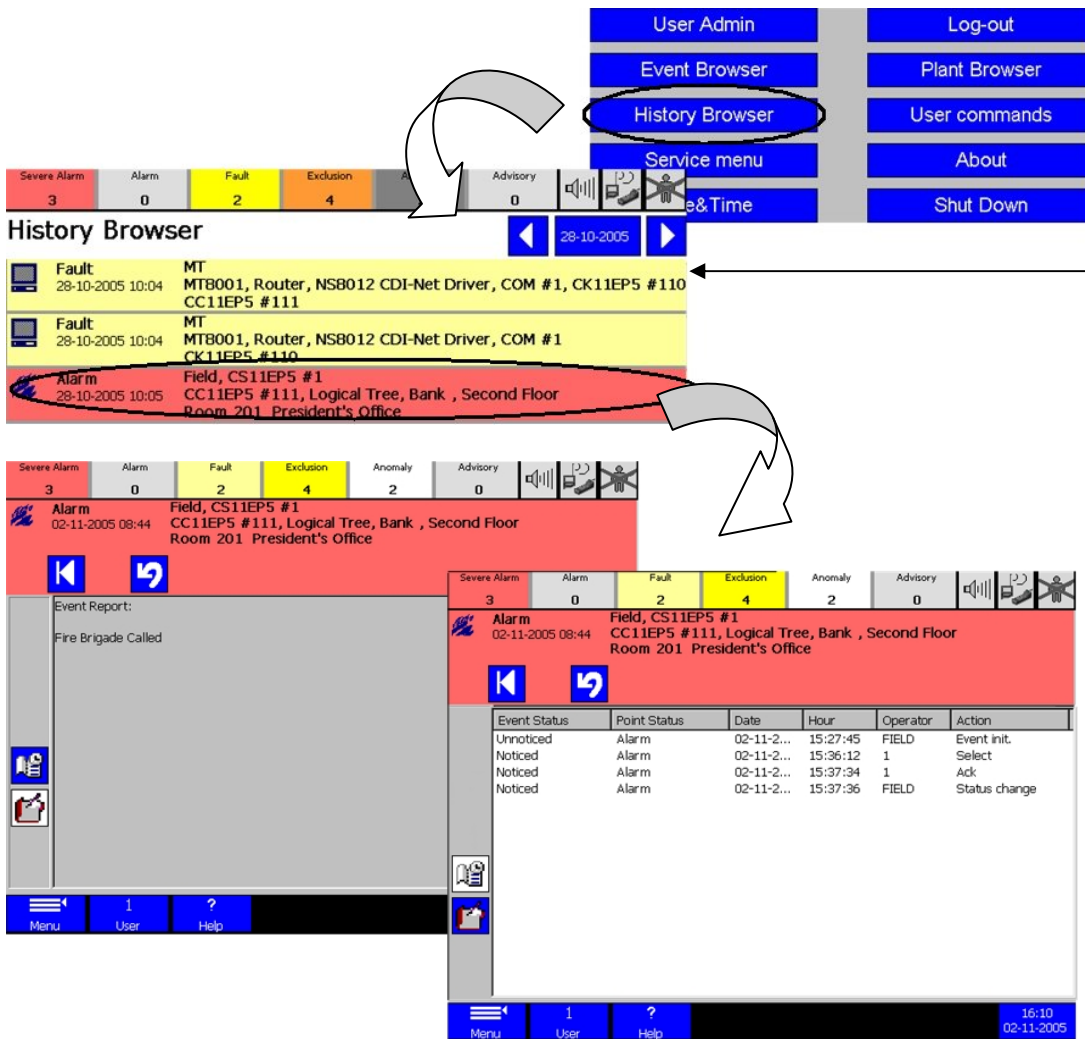 User Admin
Log-out
Event Browser
Plant Browser
History Browser
User commands
Service menu
About
e&Time
Shut Down
Severe Alarm
Alarm
Fault
Exclusion
A
Advisory
3
0
2
4
0
History Browser
28-10-2005
Fault
MT
28-10-2005 10:04
MT8001, Router, NS8012 CDI-Net Driver, COM #1, CK11EP5 #110
CC11EP5 #111
Fault
MT
28-10-2005 10:04
MT8001, Router, NS8012 CDI-Net Driver, COM #1
CK11EP5 #110
Alarm
Field, CS11EP5 #1
28-10-2005 10:05
CC11EP5 #111, Logical Tree, Bank , Second Floor
Room 201 President's Office
Severe Alarm
Alarm
Fault
Exclusion
Anomaly
Advisory
3
0
2
4
2
0
Alarm
Field, CS11EP5 #1
02-11-2005 08:44
CC11EP5 #111, Logical Tree, Bank , Second Floor
Room 201 President's Office
Event Report:
Fire Brigade Called
Menu
1
User
?
Help
Severe Alarm
Alarm
Fault
Exclusion
Anomaly
Advisory
3
0
2
4
2
0
Alarm
Field, CS11EP5 #1
02-11-2005 08:44
CC11EP5 #111, Logical Tree, Bank , Second Floor
Room 201 President's Office
Event Status Point Status Date Hour Operator Action
Unnoticed Alarm 02-11-2... 15:27:45 FIELD Event init.
Noticed Alarm 02-11-2... 15:36:12 1 Select
Noticed Alarm 02-11-2... 15:37:34 1 Ack
Noticed Alarm 02-11-2... 15:37:36 FIELD Status change
Menu
1
User
?
Help
16:10
02-11-2005